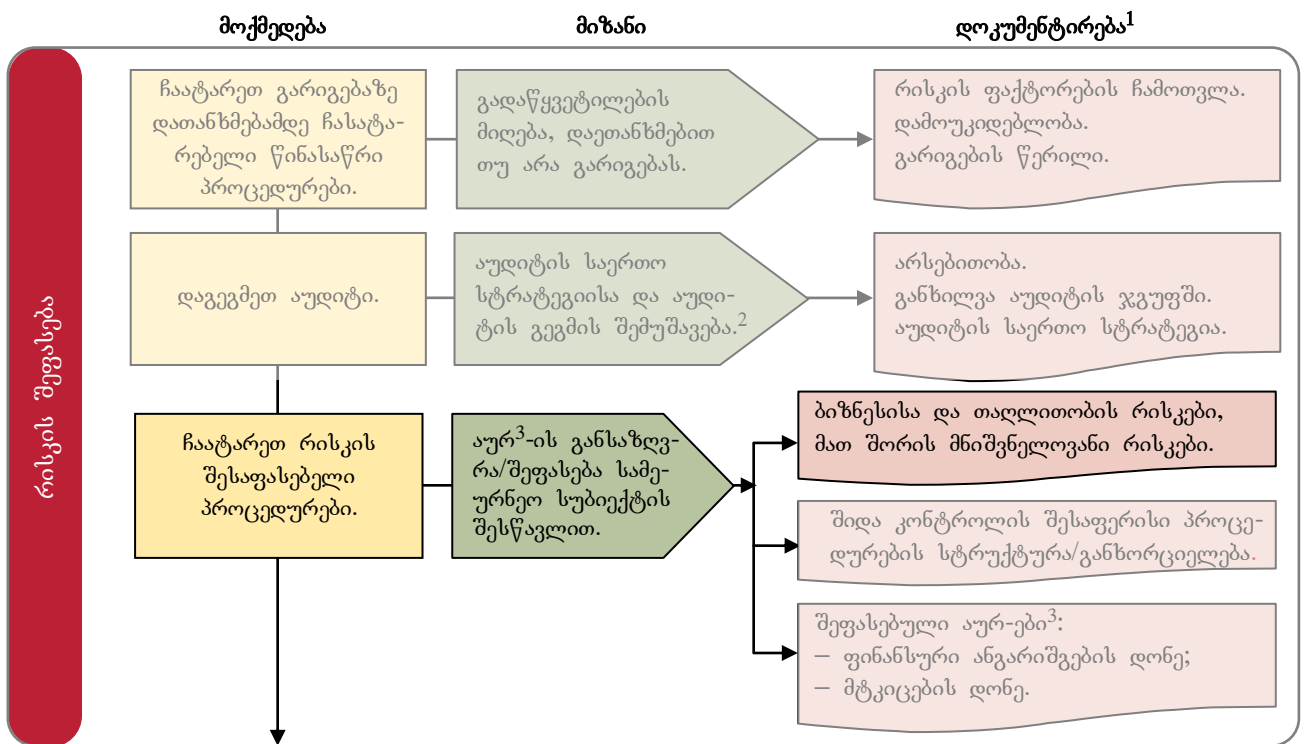 მოქმედება
მიზანი
დოკუმენტირება1
რისკის შეფასება
ჩაატარეთ გარიგებაზე
დათანხმებამდე ჩასატა-
რებელი წინასაწრი
პროცედურები.
გადაწყვეტილების
მიღება, დაეთანხმებით
თუ არა გარიგებას.
რისკის ფაქტორების ჩამოთვლა.
დამოუკიდებლობა.
გარიგების წერილი.
დაგეგმეთ აუდიტი.
აუდიტის საერთო
სტრატეგიისა და აუდი-
ტის გეგმის შემუშავება.2
არსებითობა.
განხილვა აუდიტის ჯგუფში.
აუდიტის საერთო სტრატეგია.
ჩაატარეთ რისკის
შესაფასებელი
პროცედურები.
აურ3-ის განსაზღვ-
რა/შეფასება სამე-
ურნეო სუბიექტის
შესწავლით.
ბიზნესისა და თაღლითობის რისკები,
მათ შორის მნიშვნელოვანი რისკები.
შიდა კონტროლის შესაფერისი პროცე-
დურების სტრუქტურა/განხორციელება.
შეფასებული აურ-ები3:
– ფინანსური ანგარიშგების დონე;
– მტკიცების დონე.